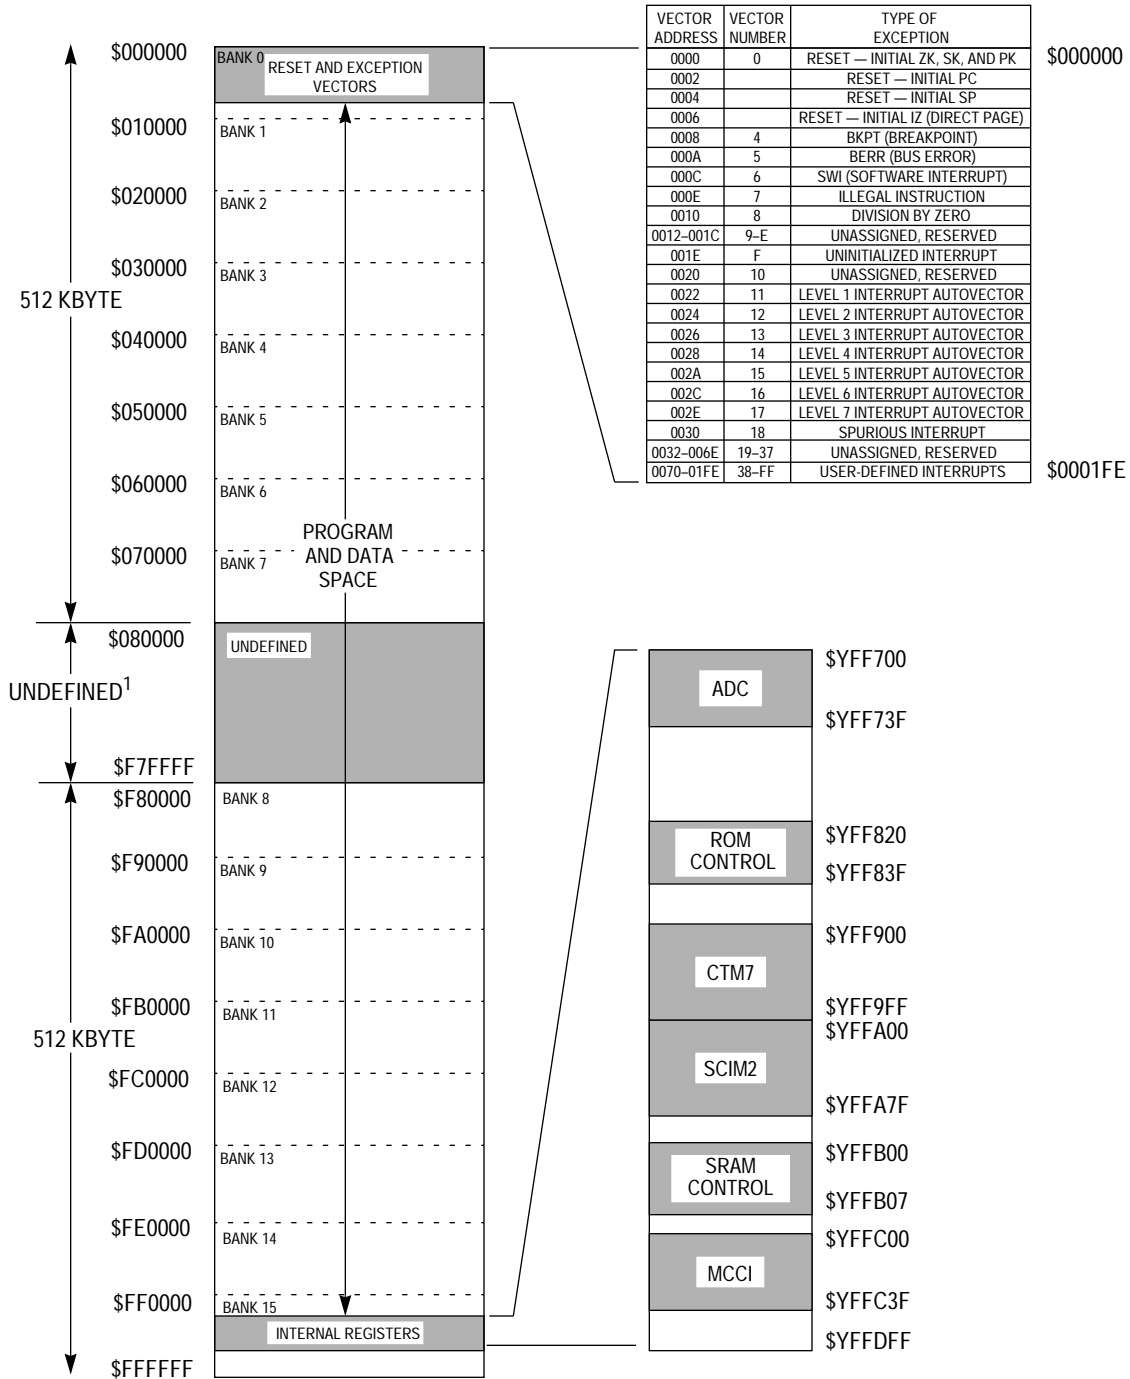 VECTOR ADDRESS VECTOR NUMBER TYPE OF EXCEPTION
0000 0 RESET — INITIAL ZK, SK, AND PK
0002 RESET — INITIAL PC
0004 RESET — INITIAL SP
0006 RESET — INITIAL IZ (DIRECT PAGE)
0008 4 BKPT (BREAKPOINT)
000A 5 BERR (BUS ERROR)
000C 6 SWI (SOFTWARE INTERRUPT)
000E 7 ILLEGAL INSTRUCTION
0010 8 DIVISION BY ZERO
0012–001C 9–E UNASSIGNED, RESERVED
001E F UNINITIALIZED INTERRUPT
0020 10 UNASSIGNED, RESERVED
0022 11 LEVEL 1 INTERRUPT AUTOVECTOR
0024 12 LEVEL 2 INTERRUPT AUTOVECTOR
0026 13 LEVEL 3 INTERRUPT AUTOVECTOR
0028 14 LEVEL 4 INTERRUPT AUTOVECTOR
002A 15 LEVEL 5 INTERRUPT AUTOVECTOR
002C 16 LEVEL 6 INTERRUPT AUTOVECTOR
002E 17 LEVEL 7 INTERRUPT AUTOVECTOR
0030 18 SPURIOUS INTERRUPT
0032–006E 19–37 UNASSIGNED, RESERVED
0070–01FE 38–FF USER-DEFINED INTERRUPTS
$000000
$0001FE
$000000
BANK 0
RESET AND EXCEPTION
VECTORS
$010000
BANK 1
$020000
BANK 2
$030000
BANK 3
512 KBYTE
$040000
BANK 4
$050000
BANK 5
$060000
BANK 6
PROGRAM
AND DATA
SPACE
$070000
BANK 7
$080000
UNDEFINED
UNDEFINED1
$F7FFFF
$F80000
BANK 8
$F90000
BANK 9
$FA0000
BANK 10
$FB0000
BANK 11
512 KBYTE
$FC0000
BANK 12
$FD0000
BANK 13
$FE0000
BANK 14
$FF0000
BANK 15
INTERNAL REGISTERS
$FFFFFF
$YFF700
ADC
$YFF73F
$YFF820
ROM
CONTROL
$YFF83F
$YFF900
CTM7
$YFF9FF
$YFFA00
SCIM2
$YFFA7F
$YFFB00
SRAM
CONTROL
$YFFB07
$YFFC00
MCCI
$YFFC3F
$YFFDFF